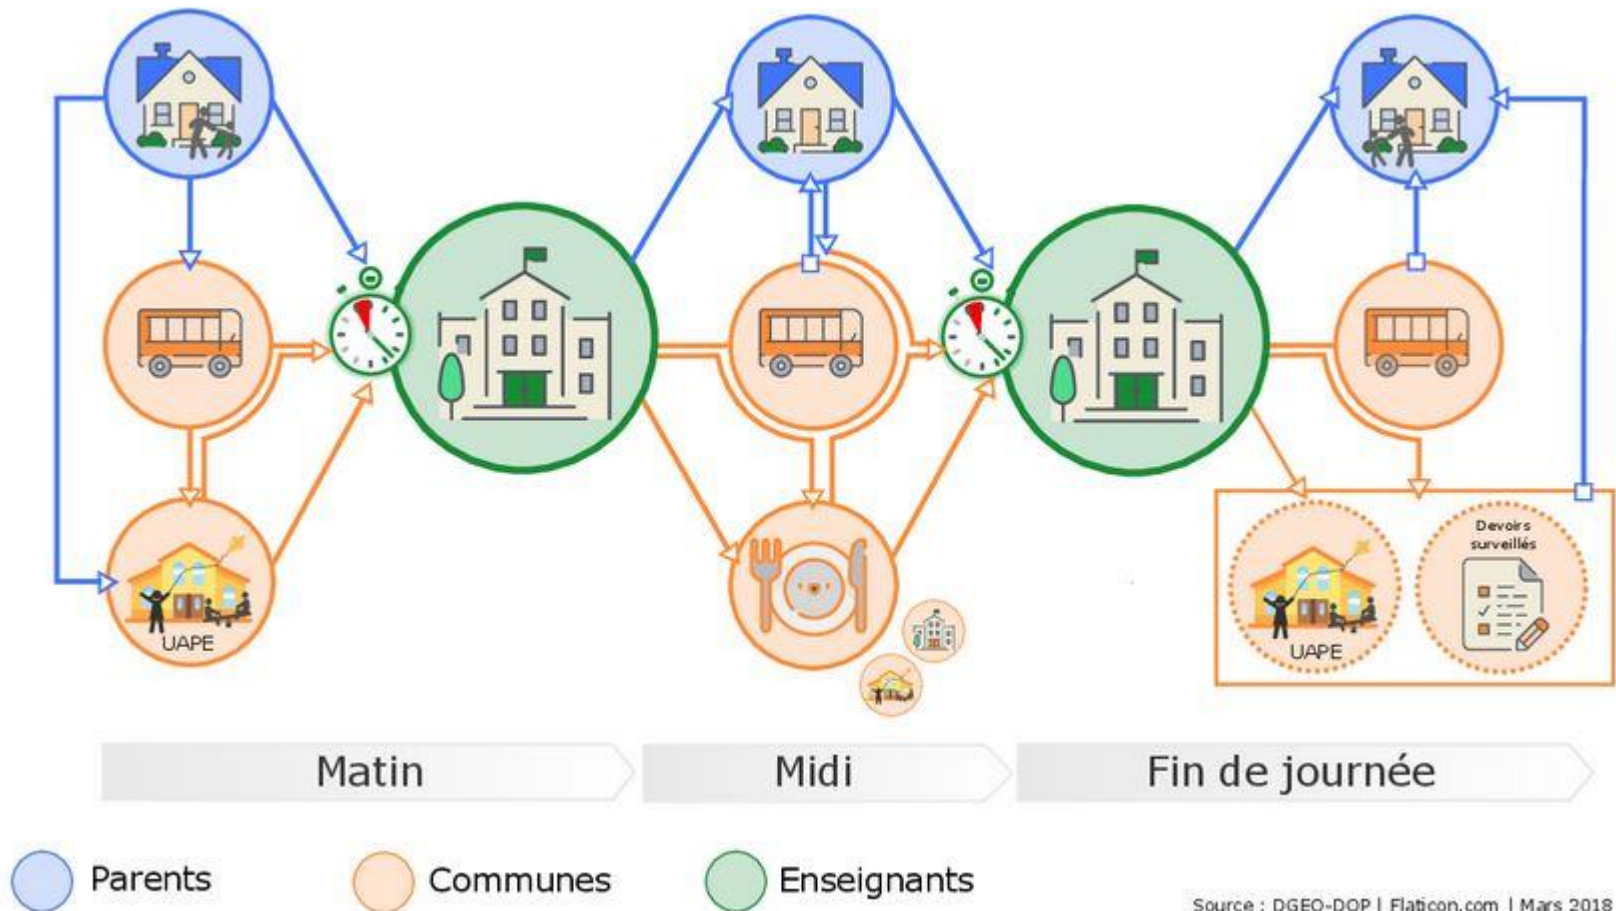 Devoirs
surveillés
UAPE
UAPE
Matin
Midi
Fin de journée
Parents
Communes
Enseignants
Source : DGEO-DOP | Flaticon.com | Mars 2018